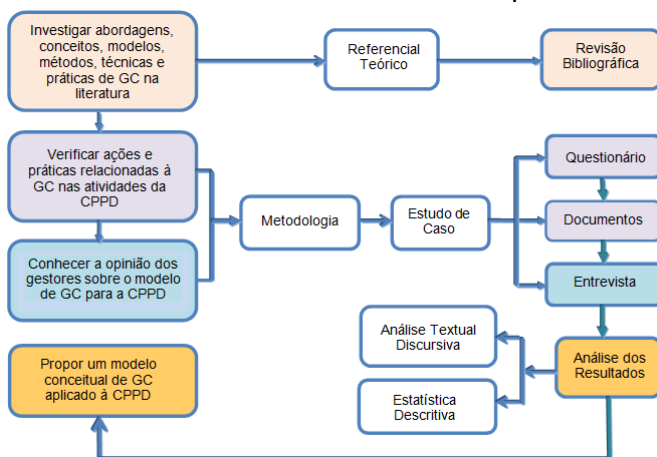 Investigar abordagens,
conceitos, modelos,
métodos, técnicas e
práticas de GC na
literatura
Referencial
Teórico
Revisão
Bibliográfica
Verificar ações e
práticas relacionadas à
GC nas atividades da
CPPD
Metodologia
Estudo de
Caso
Questionário
Documentos
Conhecer a opinião dos
gestores sobre o modelo
de GC para a CPPD
Entrevista
Análise Textual
Discursiva
Propor um modelo
conceitual de GC
aplicado à CPPD
Análise dos
Resultados
Estatística
Descritiva